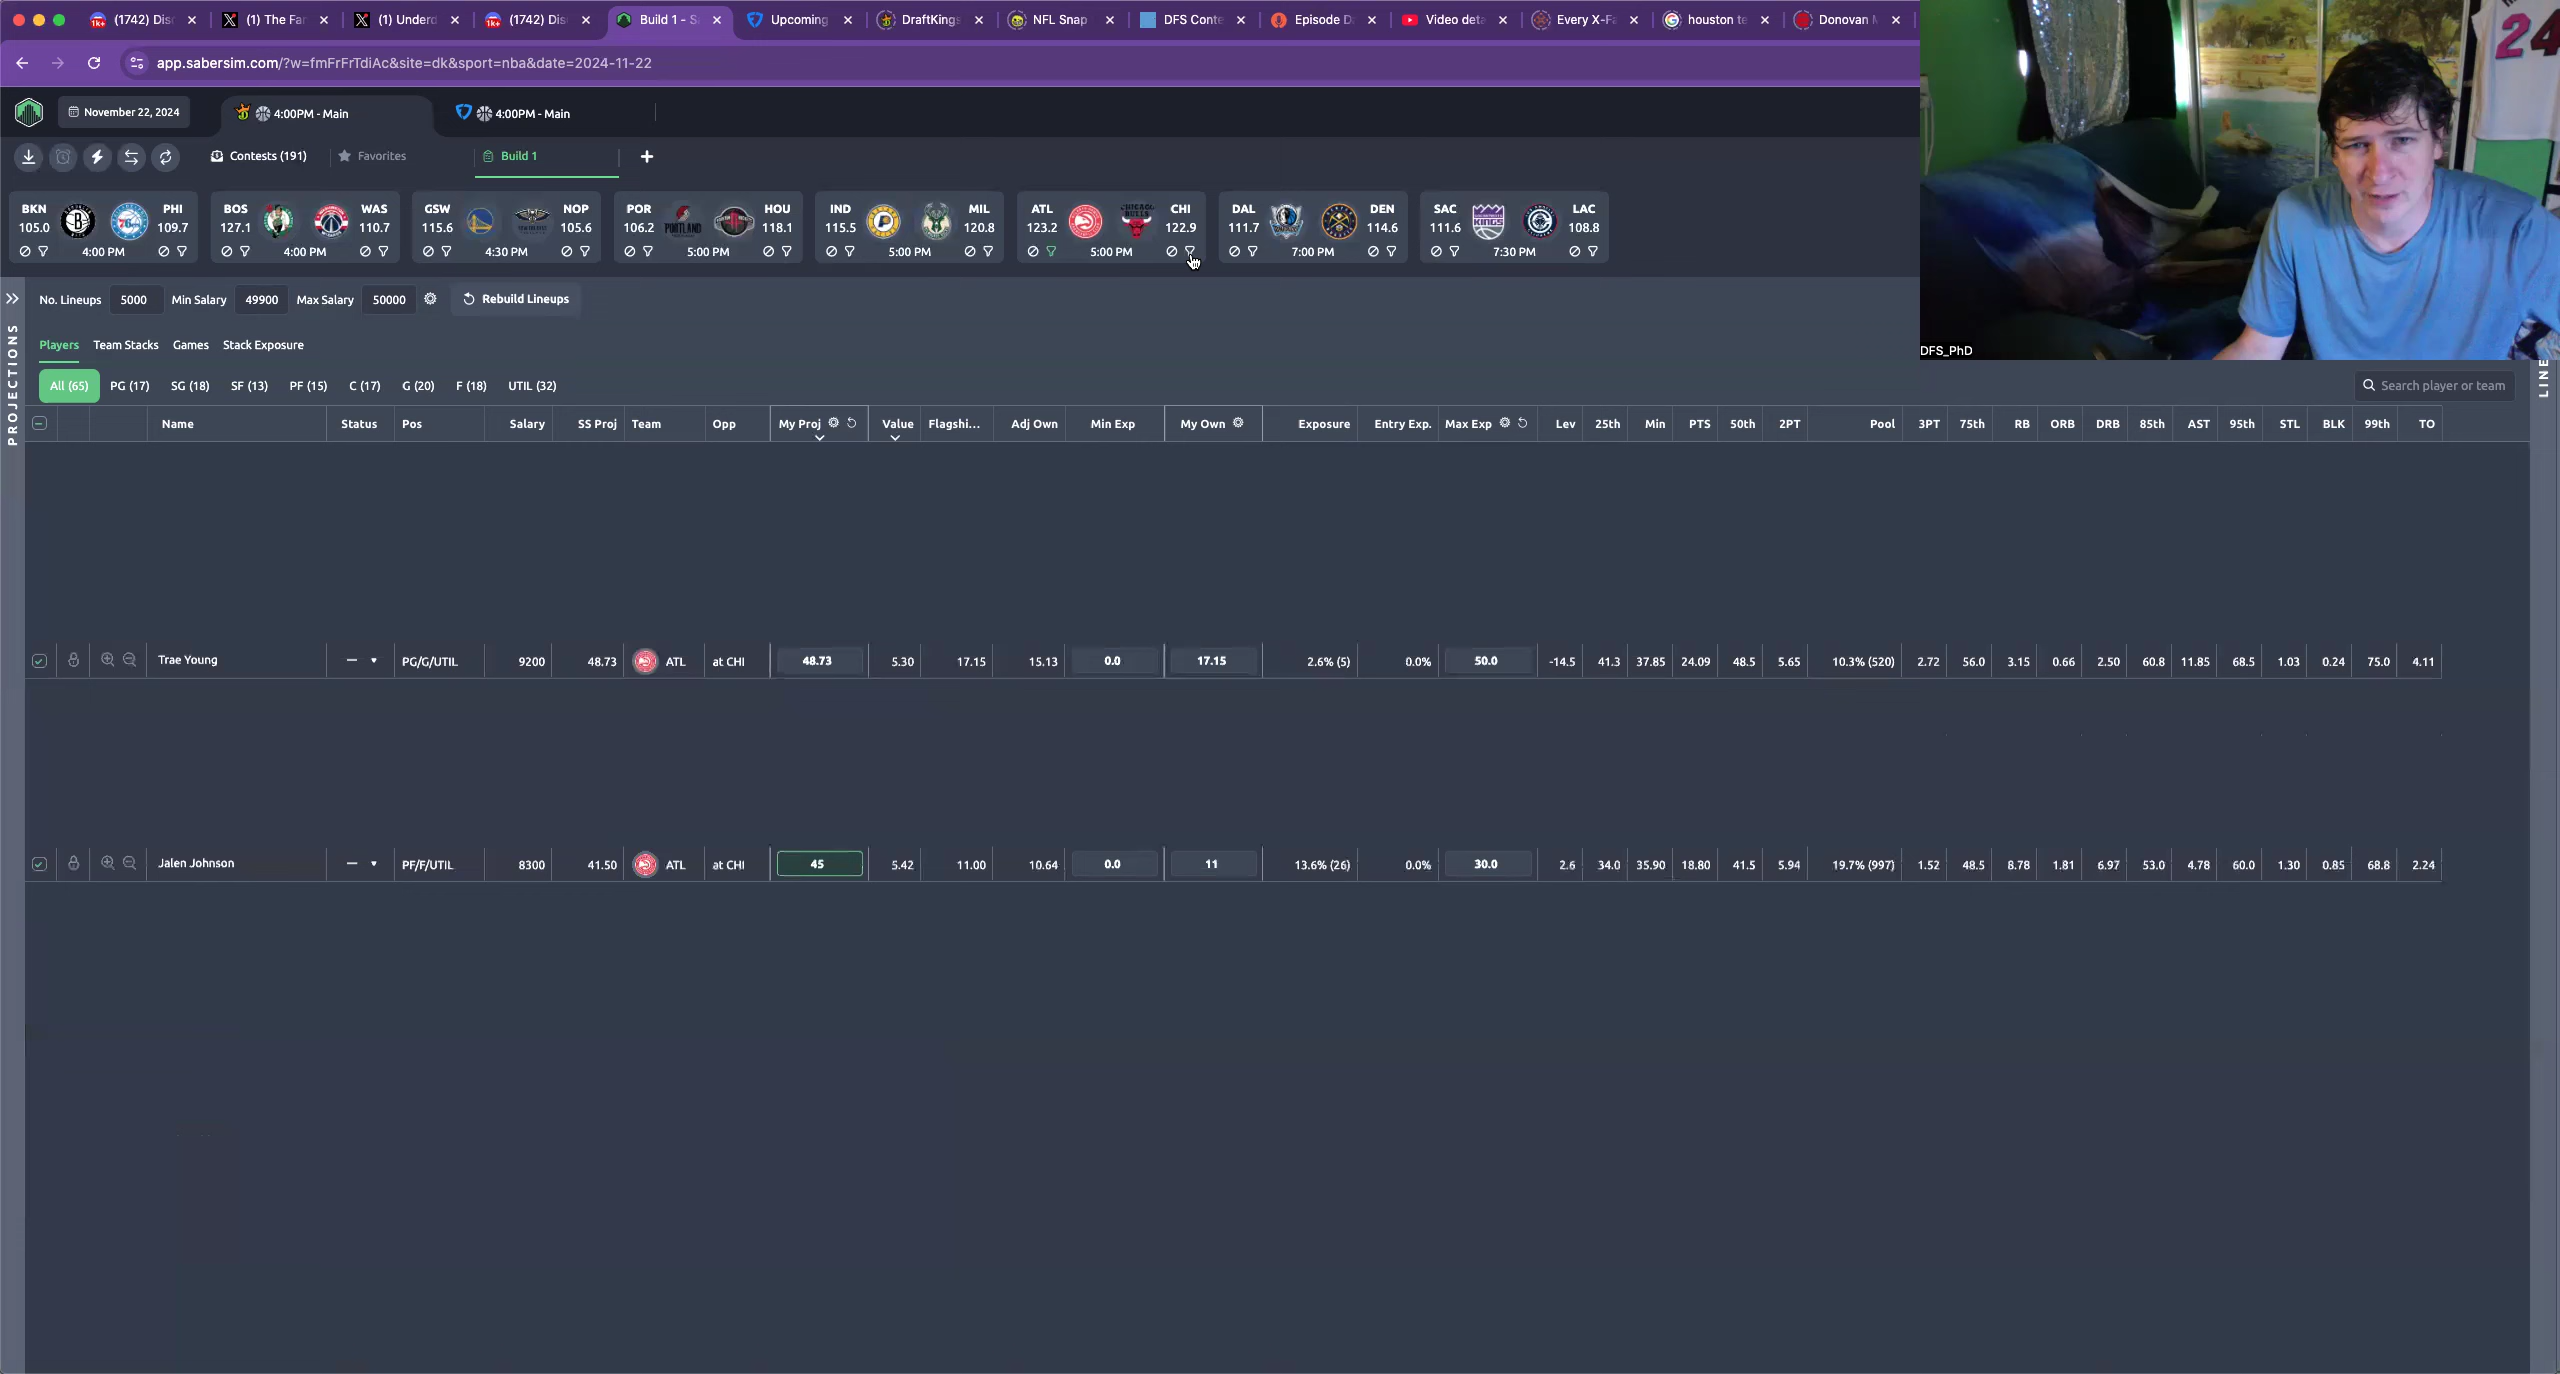 (1742) Dis
(1) The Fa
(1) Underd
(1742) Dis
Build 1 - S
Upcoming
DraftKings
NFL Snap
DFS Conte
Episode D
Video deta
Every X-Fa
houston te
Donovan M
app.sabersim.com/?w=fmFrFrTdiAc&site=dk&sport=nba&date=2024-11-22
November 22, 2024
4:00PM - Main
4:00PM - Main
Contests (191)
Favorites
Build 1
BKN PHI BOS WAS GSW NOP POR HOU IND MIL ATL CHI DAL DEN SAC LAC
105.0 109.7 127.1 110.7 115.6 105.6 106.2 118.1 115.5 120.8 123.2 122.9 111.7 114.6 111.6 108.8
4:00 PM 4:00 PM 4:30 PM 5:00 PM 5:00 PM 5:00 PM 7:00 PM 7:30 PM
24
DFS_PhD
No. Lineups 5000 Min Salary 49900 Max Salary 50000 Rebuild Lineups
PROJECTIONS
LINE
Players Team Stacks Games Stack Exposure
All (65) PG (17) SG (18) SF (13) PF (15) C (17) G (20) F (18) UTIL (32)
Search player or team
Name Status Pos Salary SS Proj Team Opp My Proj Value Flagshi... Adj Own Min Exp My Own Exposure Entry Exp. Max Exp Lev 25th Min PTS 50th 2PT Pool 3PT 75th RB ORB DRB 85th AST 95th STL BLK 99th TO
Trae Young — PG/G/UTIL 9200 48.73 ATL at CHI 48.73 5.30 17.15 15.13 0.0 17.15 2.6% (5) 0.0% 50.0 -14.5 41.3 37.85 24.09 48.5 5.65 10.3% (520) 2.72 56.0 3.15 0.66 2.50 60.8 11.85 68.5 1.03 0.24 75.0 4.11
Jalen Johnson — PF/F/UTIL 8300 41.50 ATL at CHI 45 5.42 11.00 10.64 0.0 11 13.6% (26) 0.0% 30.0 2.6 34.0 35.90 18.80 41.5 5.94 19.7% (997) 1.52 48.5 8.78 1.81 6.97 53.0 4.78 60.0 1.30 0.85 68.8 2.24